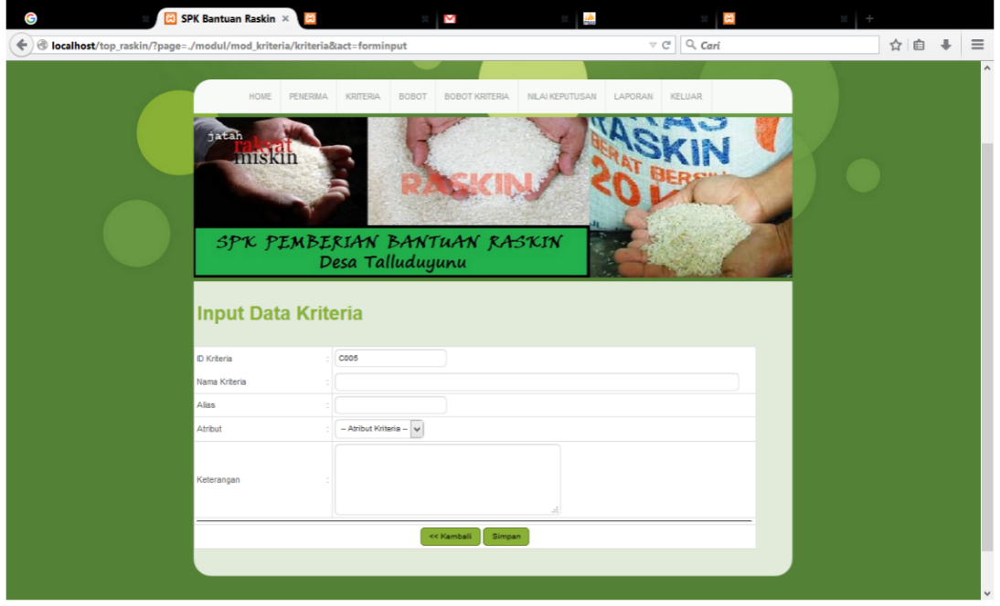 SPK Bantuan Raskin ×
localhost/top_raskin/?page=./modul/mod_kriteria/kriteria&act=forminput
Cari
HOME PENERIMA KRITERIA BOBOT BOBOT KRITERIA NILAI KEPUTUSAN LAPORAN KELUAR
jatah
rakyat
miskin
RASKIN
RASKIN
20
SPK PEMBERIAN BANTUAN RASKIN
Desa Talluduyunu
Input Data Kriteria
ID Kriteria : C005
Nama Kriteria :
Alias :
Atribut : -- Atribut Kriteria --
Keterangan :
<< Kembali Simpan